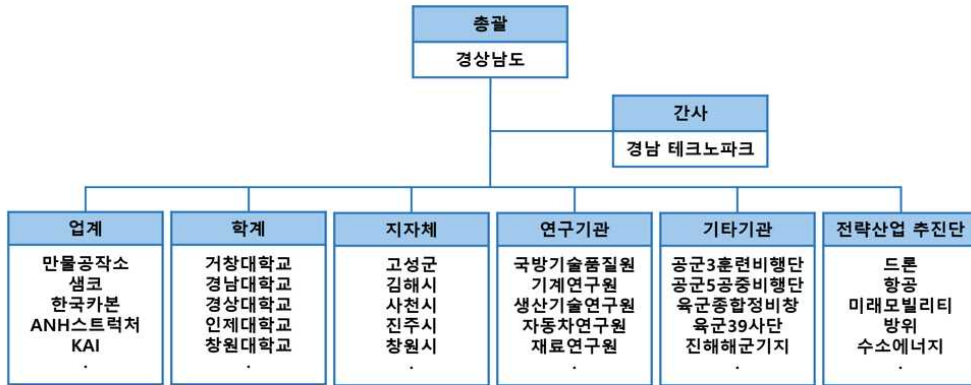 총괄
경상남도
간사
경남 테크노파크
업계
만물공작소
샘코
한국카본
ANH스트럭처
KAI
.
학계
거창대학교
경남대학교
경상대학교
인제대학교
창원대학교
.
지자체
고성군
김해시
사천시
진주시
창원시
.
연구기관
국방기술품질원
기계연구원
생산기술연구원
자동차연구원
재료연구원
.
기타기관
공군3훈련비행단
공군5공중비행단
육군종합정비창
육군39사단
진해해군기지
.
전략산업 추진단
드론
항공
미래모빌리티
방위
수소에너지
.